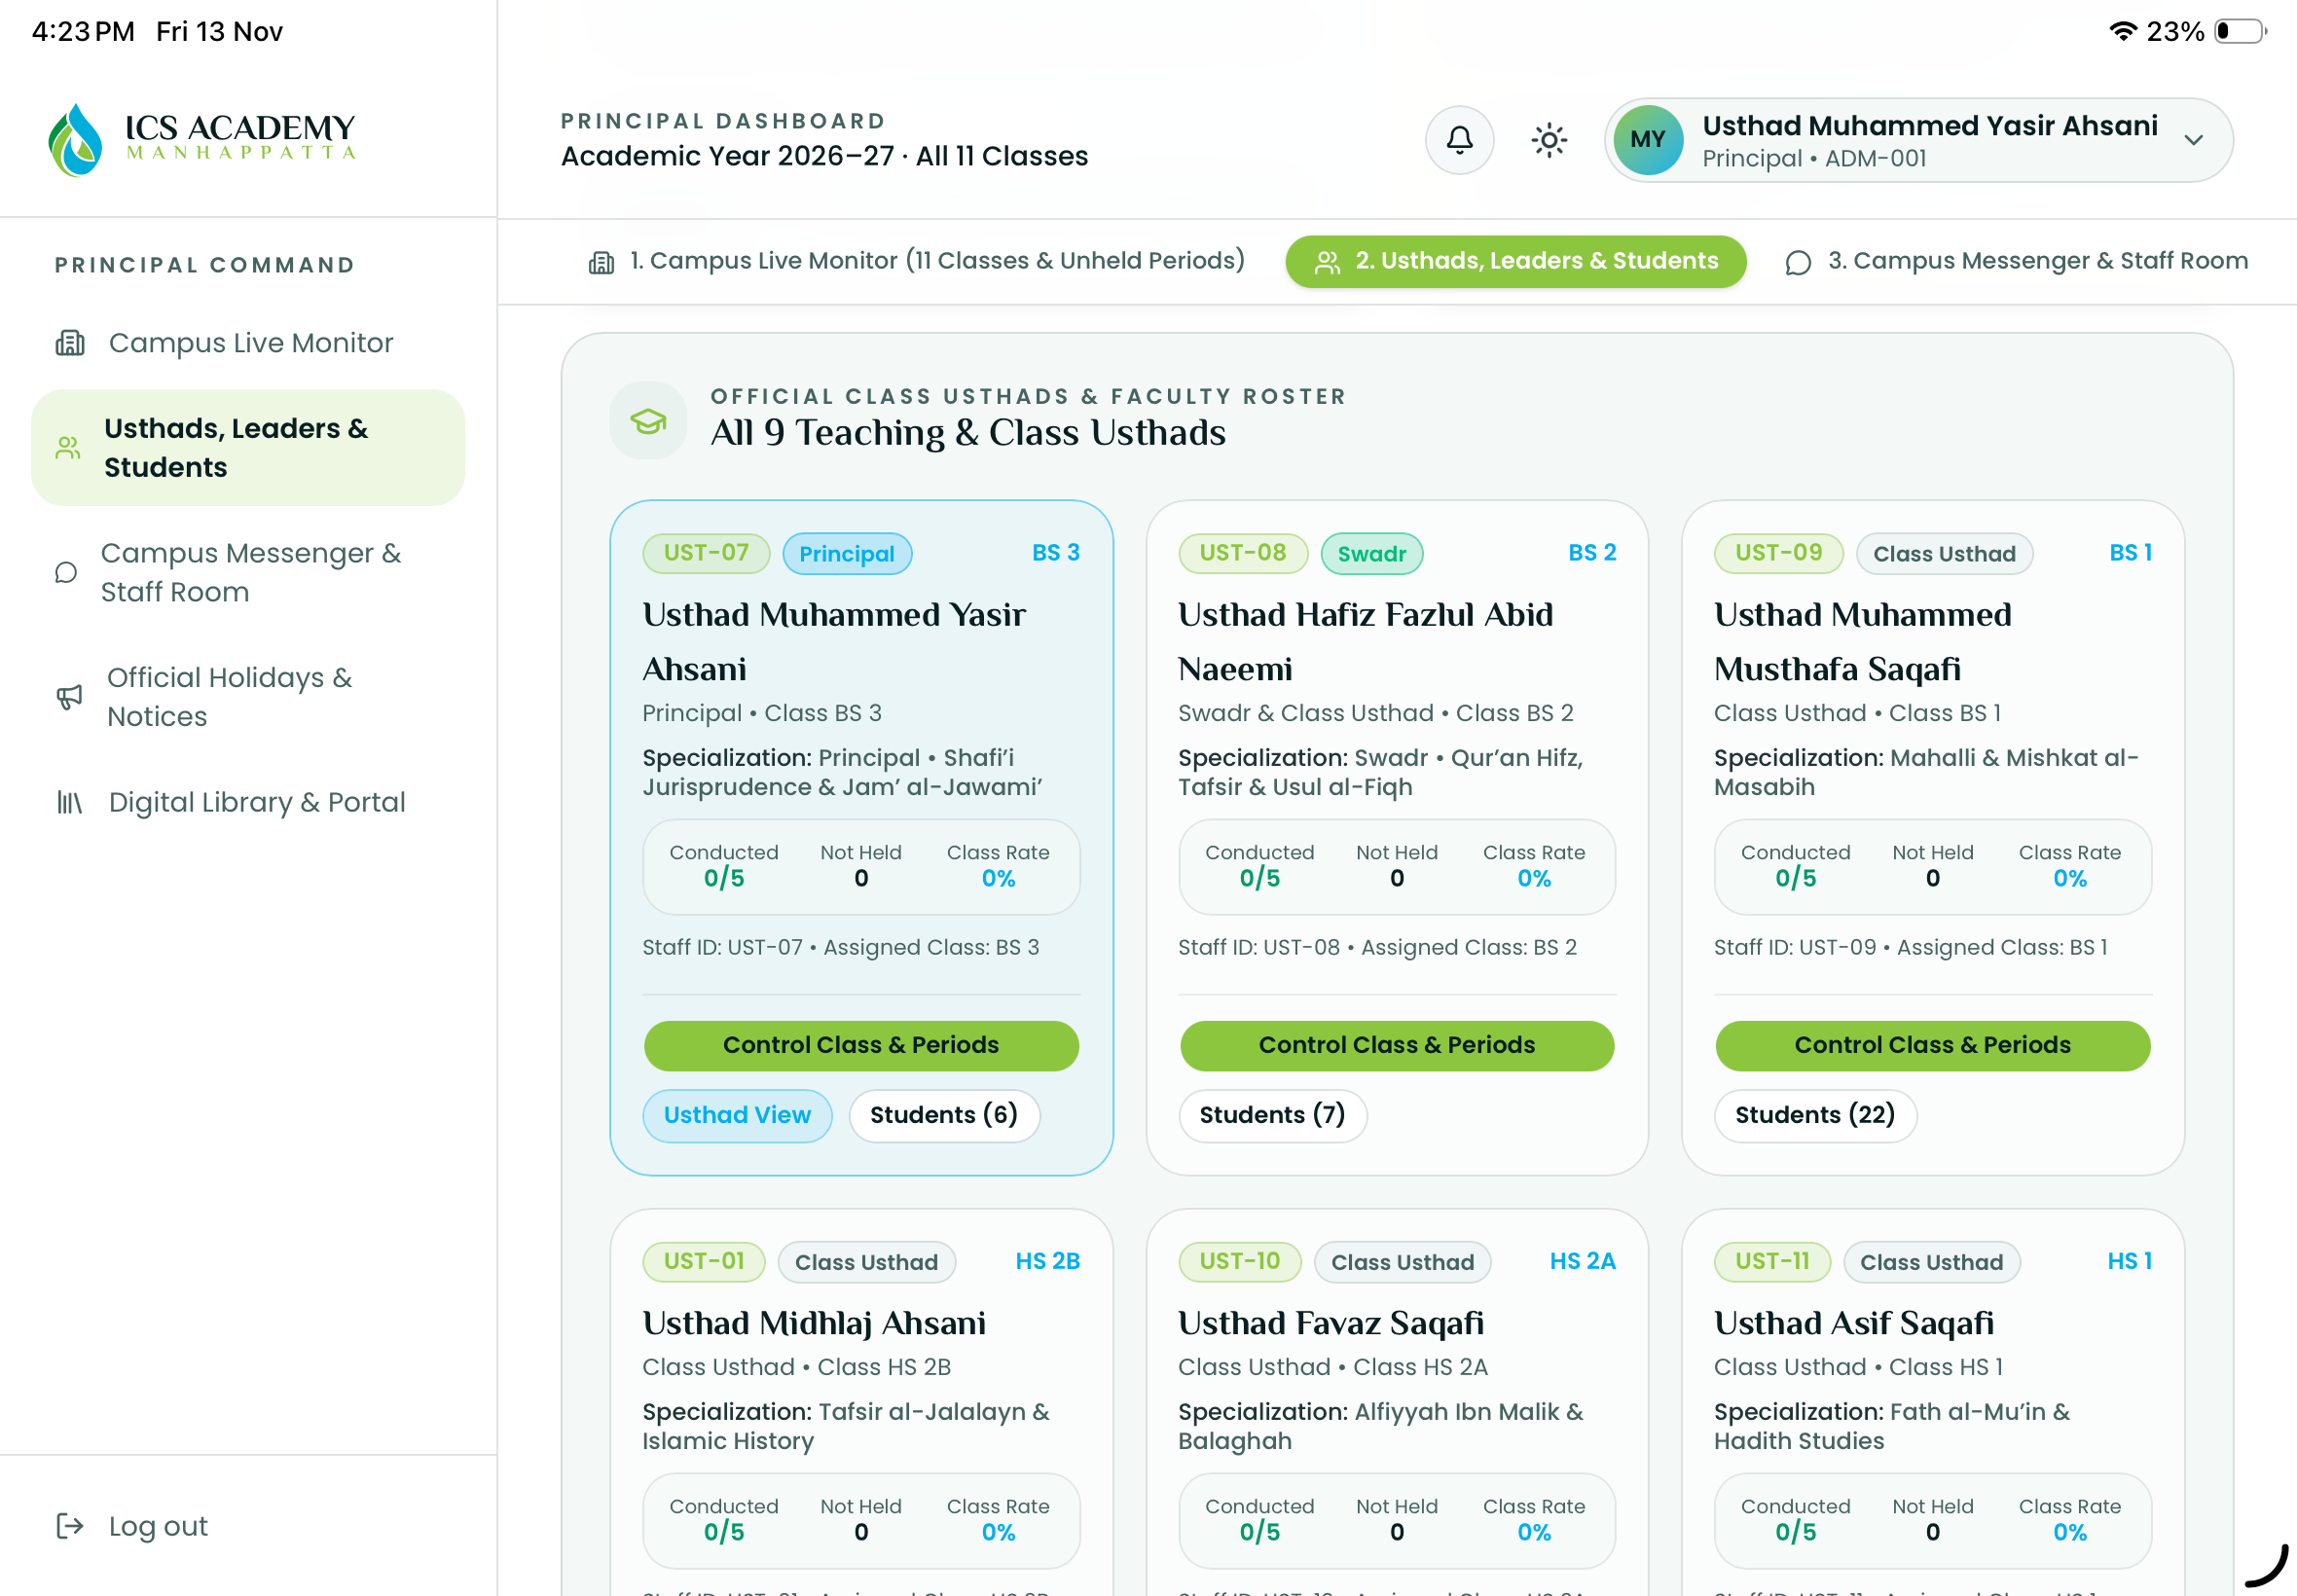 4:23 PM Fri 13 Nov
23%
ICS ACADEMY
MANHAPPATTA
PRINCIPAL COMMAND
Campus Live Monitor
Usthads, Leaders &
Students
Campus Messenger &
Staff Room
Official Holidays &
Notices
Digital Library & Portal
Log out
PRINCIPAL DASHBOARD
Academic Year 2026–27 · All 11 Classes
MY
Usthad Muhammed Yasir Ahsani
Principal • ADM-001
1. Campus Live Monitor (11 Classes & Unheld Periods)
2. Usthads, Leaders & Students
3. Campus Messenger & Staff Room
OFFICIAL CLASS USTHADS & FACULTY ROSTER
All 9 Teaching & Class Usthads
UST-07 Principal BS 3
Usthad Muhammed Yasir
Ahsani
Principal • Class BS 3
Specialization: Principal • Shafi’i
Jurisprudence & Jam’ al-Jawami’
Conducted Not Held Class Rate
0/5 0 0%
Staff ID: UST-07 • Assigned Class: BS 3
Control Class & Periods
Usthad View Students (6)
UST-08 Swadr BS 2
Usthad Hafiz Fazlul Abid
Naeemi
Swadr & Class Usthad • Class BS 2
Specialization: Swadr • Qur’an Hifz,
Tafsir & Usul al-Fiqh
Conducted Not Held Class Rate
0/5 0 0%
Staff ID: UST-08 • Assigned Class: BS 2
Control Class & Periods
Students (7)
UST-09 Class Usthad BS 1
Usthad Muhammed
Musthafa Saqafi
Class Usthad • Class BS 1
Specialization: Mahalli & Mishkat al-
Masabih
Conducted Not Held Class Rate
0/5 0 0%
Staff ID: UST-09 • Assigned Class: BS 1
Control Class & Periods
Students (22)
UST-01 Class Usthad HS 2B
Usthad Midhlaj Ahsani
Class Usthad • Class HS 2B
Specialization: Tafsir al-Jalalayn &
Islamic History
Conducted Not Held Class Rate
0/5 0 0%
UST-10 Class Usthad HS 2A
Usthad Favaz Saqafi
Class Usthad • Class HS 2A
Specialization: Alfiyyah Ibn Malik &
Balaghah
Conducted Not Held Class Rate
0/5 0 0%
UST-11 Class Usthad HS 1
Usthad Asif Saqafi
Class Usthad • Class HS 1
Specialization: Fath al-Mu’in &
Hadith Studies
Conducted Not Held Class Rate
0/5 0 0%